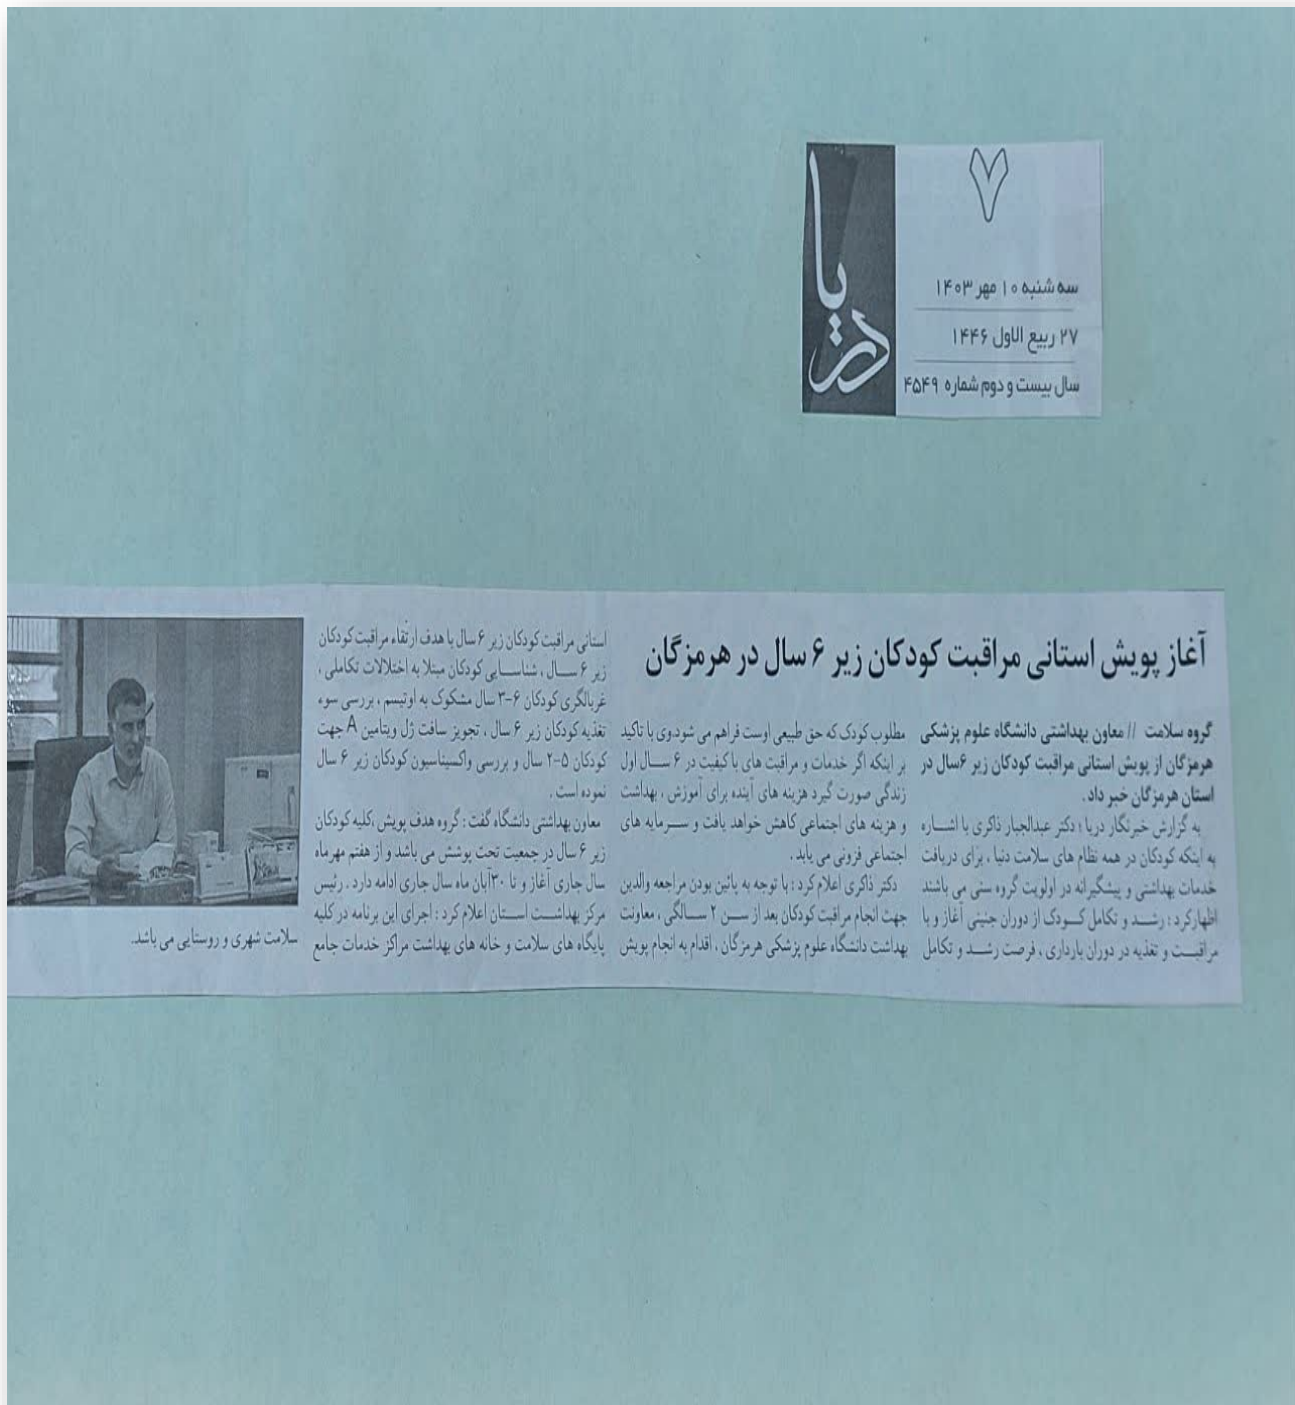 ۷
دریا
سه شنبه ۱۰ مهر ۱۴۰۳
۲۷ ربیع الاول ۱۴۴۶
سال بیست و دوم شماره ۴۵۴۹
آغاز پویش استانی مراقبت کودکان زیر ۶ سال در هرمزگان
گروه سلامت // معاون بهداشتی دانشگاه علوم پزشکی
هرمزگان از پویش استانی مراقبت کودکان زیر ۶سال در
استان هرمزگان خبر داد.
به گزارش خبرنگار دریا ؛ دکتر عبدالجبار ذاکری با اشاره
به اینکه کودکان در همه نظام های سلامت دنیا ، برای دریافت
خدمات بهداشتی و پیشگیرانه در اولویت گروه سنی می باشند
اظهارکرد : رشد و تکامل کودک از دوران جنینی آغاز و با
مراقبت و تغذیه در دوران بارداری ، فرصت رشد و تکامل
مطلوب کودک که حق طبیعی اوست فراهم می شود.وی با تاکید
بر اینکه اگر خدمات و مراقبت های با کیفیت در ۶ سال اول
زندگی صورت گیرد هزینه های آینده برای آموزش ، بهداشت
و هزینه های اجتماعی کاهش خواهد یافت و سرمایه های
اجتماعی فزونی می یابد .
دکتر ذاکری اعلام کرد : با توجه به پائین بودن مراجعه والدین
جهت انجام مراقبت کودکان بعد از سن ۲ سالگی ، معاونت
بهداشت دانشگاه علوم پزشکی هرمزگان ، اقدام به انجام پویش
استانی مراقبت کودکان زیر ۶ سال با هدف ارتقاء مراقبت کودکان
زیر ۶ سال ، شناسایی کودکان مبتلا به اختلالات تکاملی ،
غربالگری کودکان ۶-۳ سال مشکوک به اوتیسم ، بررسی سوء
تغذیه کودکان زیر ۶ سال ، تجویز سافت ژل ویتامین A جهت
کودکان ۵-۲ سال و بررسی واکسیناسیون کودکان زیر ۶ سال
نموده است .
معاون بهداشتی دانشگاه گفت : گروه هدف پویش ،کلیه کودکان
زیر ۶ سال در جمعیت تحت پوشش می باشد و از هفتم مهرماه
سال جاری آغاز و تا ۳۰آبان ماه سال جاری ادامه دارد . رئیس
مرکز بهداشت استان اعلام کرد : اجرای این برنامه در کلیه
پایگاه های سلامت و خانه های بهداشت مراکز خدمات جامع
سلامت شهری و روستایی می باشد.